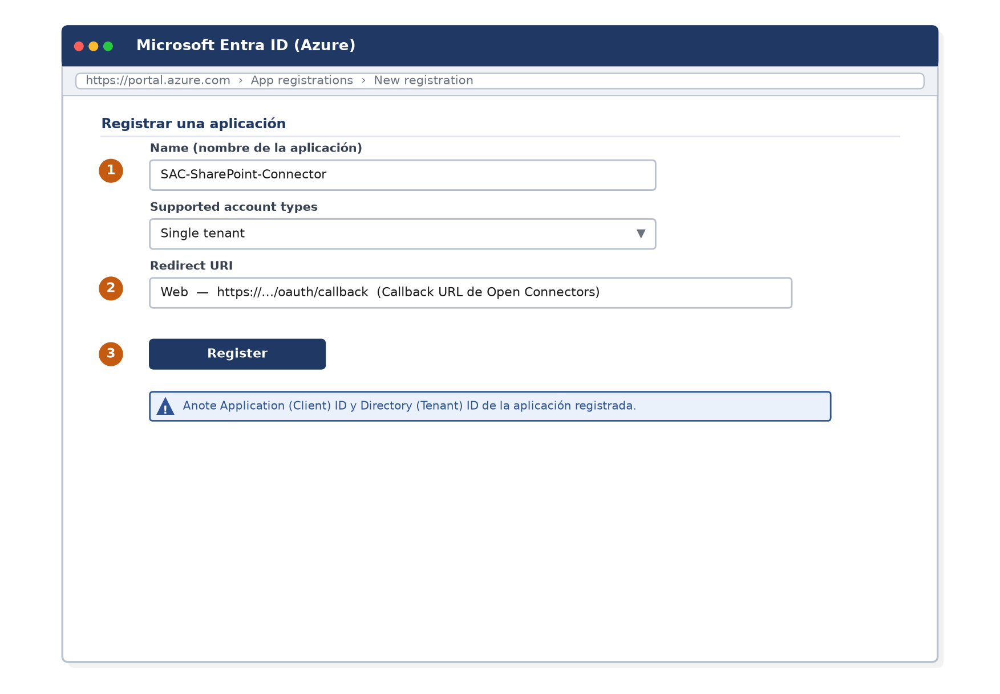 Microsoft Entra ID (Azure)
https://portal.azure.com › App registrations › New registration
Registrar una aplicación
Name (nombre de la aplicación)
1
SAC-SharePoint-Connector
Supported account types
Single tenant
Redirect URI
2
Web — https://.../oauth/callback (Callback URL de Open Connectors)
3
Register
! Anote Application (Client) ID y Directory (Tenant) ID de la aplicación registrada.